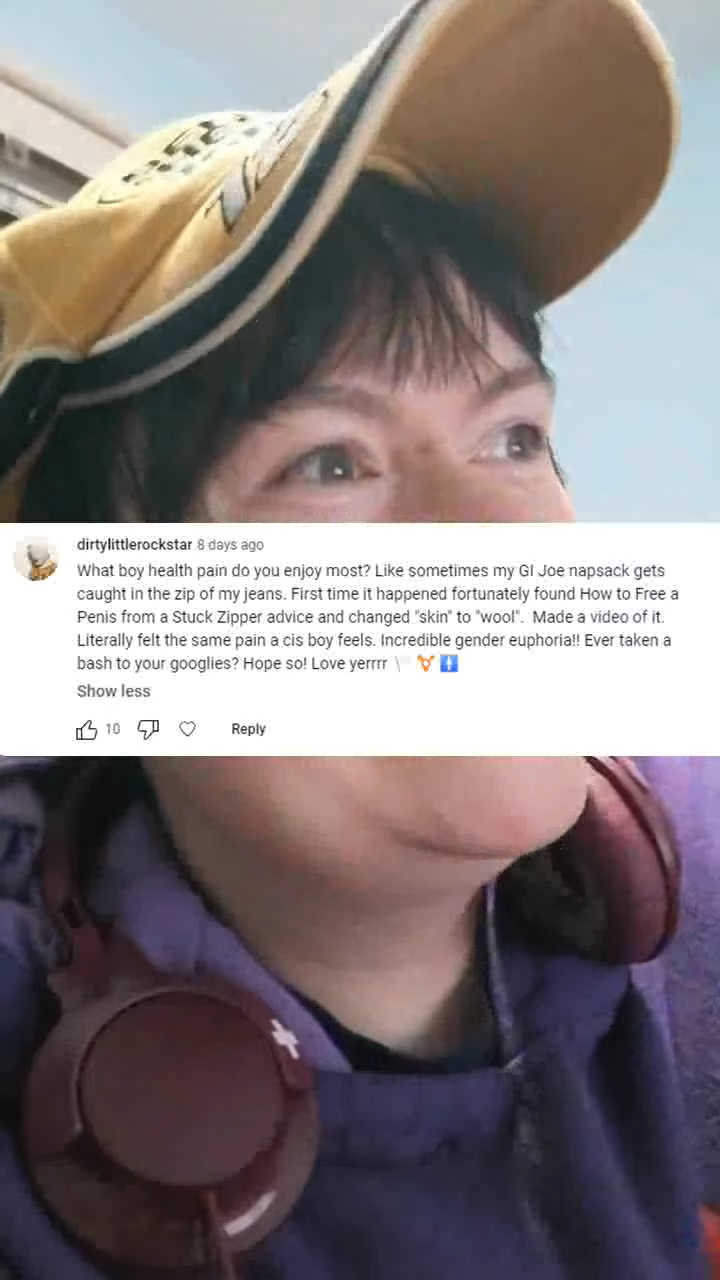 dirtylittlerockstar 8 days ago
What boy health pain do you enjoy most? Like sometimes my GI Joe napsack gets
caught in the zip of my jeans. First time it happened fortunately found How to Free a
Penis from a Stuck Zipper advice and changed "skin" to "wool".  Made a video of it.
Literally felt the same pain a cis boy feels. Incredible gender euphoria!! Ever taken a
bash to your googlies? Hope so! Love yerrrr 🏳️ ⚧ 🚹
Show less
10
Reply